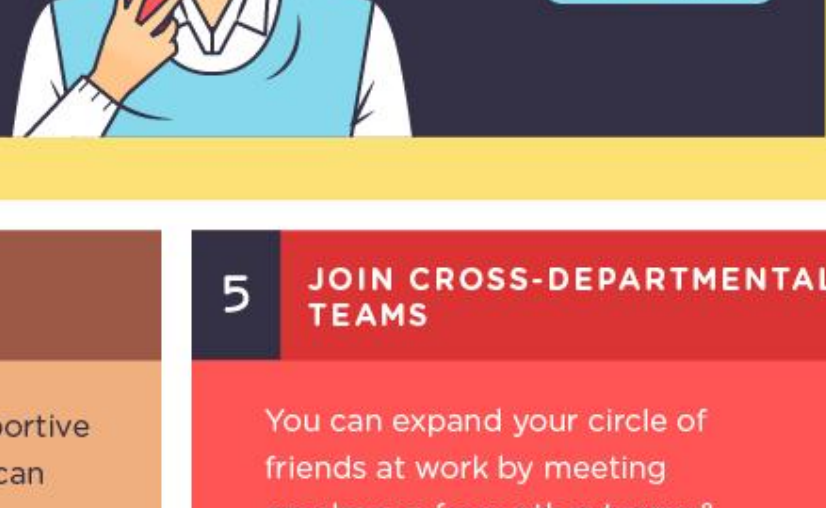 5
JOIN CROSS-DEPARTMENTAL
TEAMS
portive
can
You can expand your circle of
friends at work by meeting